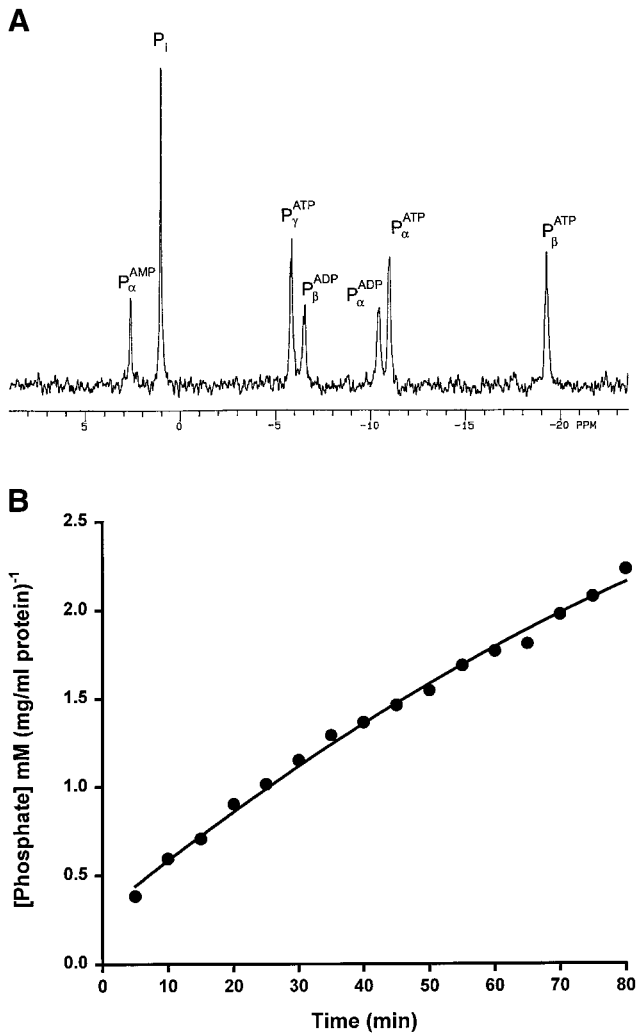 A
Pi
PγATP
PαATP
PβATP
PαAMP
PβADP
PαADP
5 0 -5 -10 -15 -20 PPM
B
2.5
2.0
1.5
1.0
0.5
0.0
[Phosphate] mM (mg/ml protein)-1
0 10 20 30 40 50 60 70 80
Time (min)